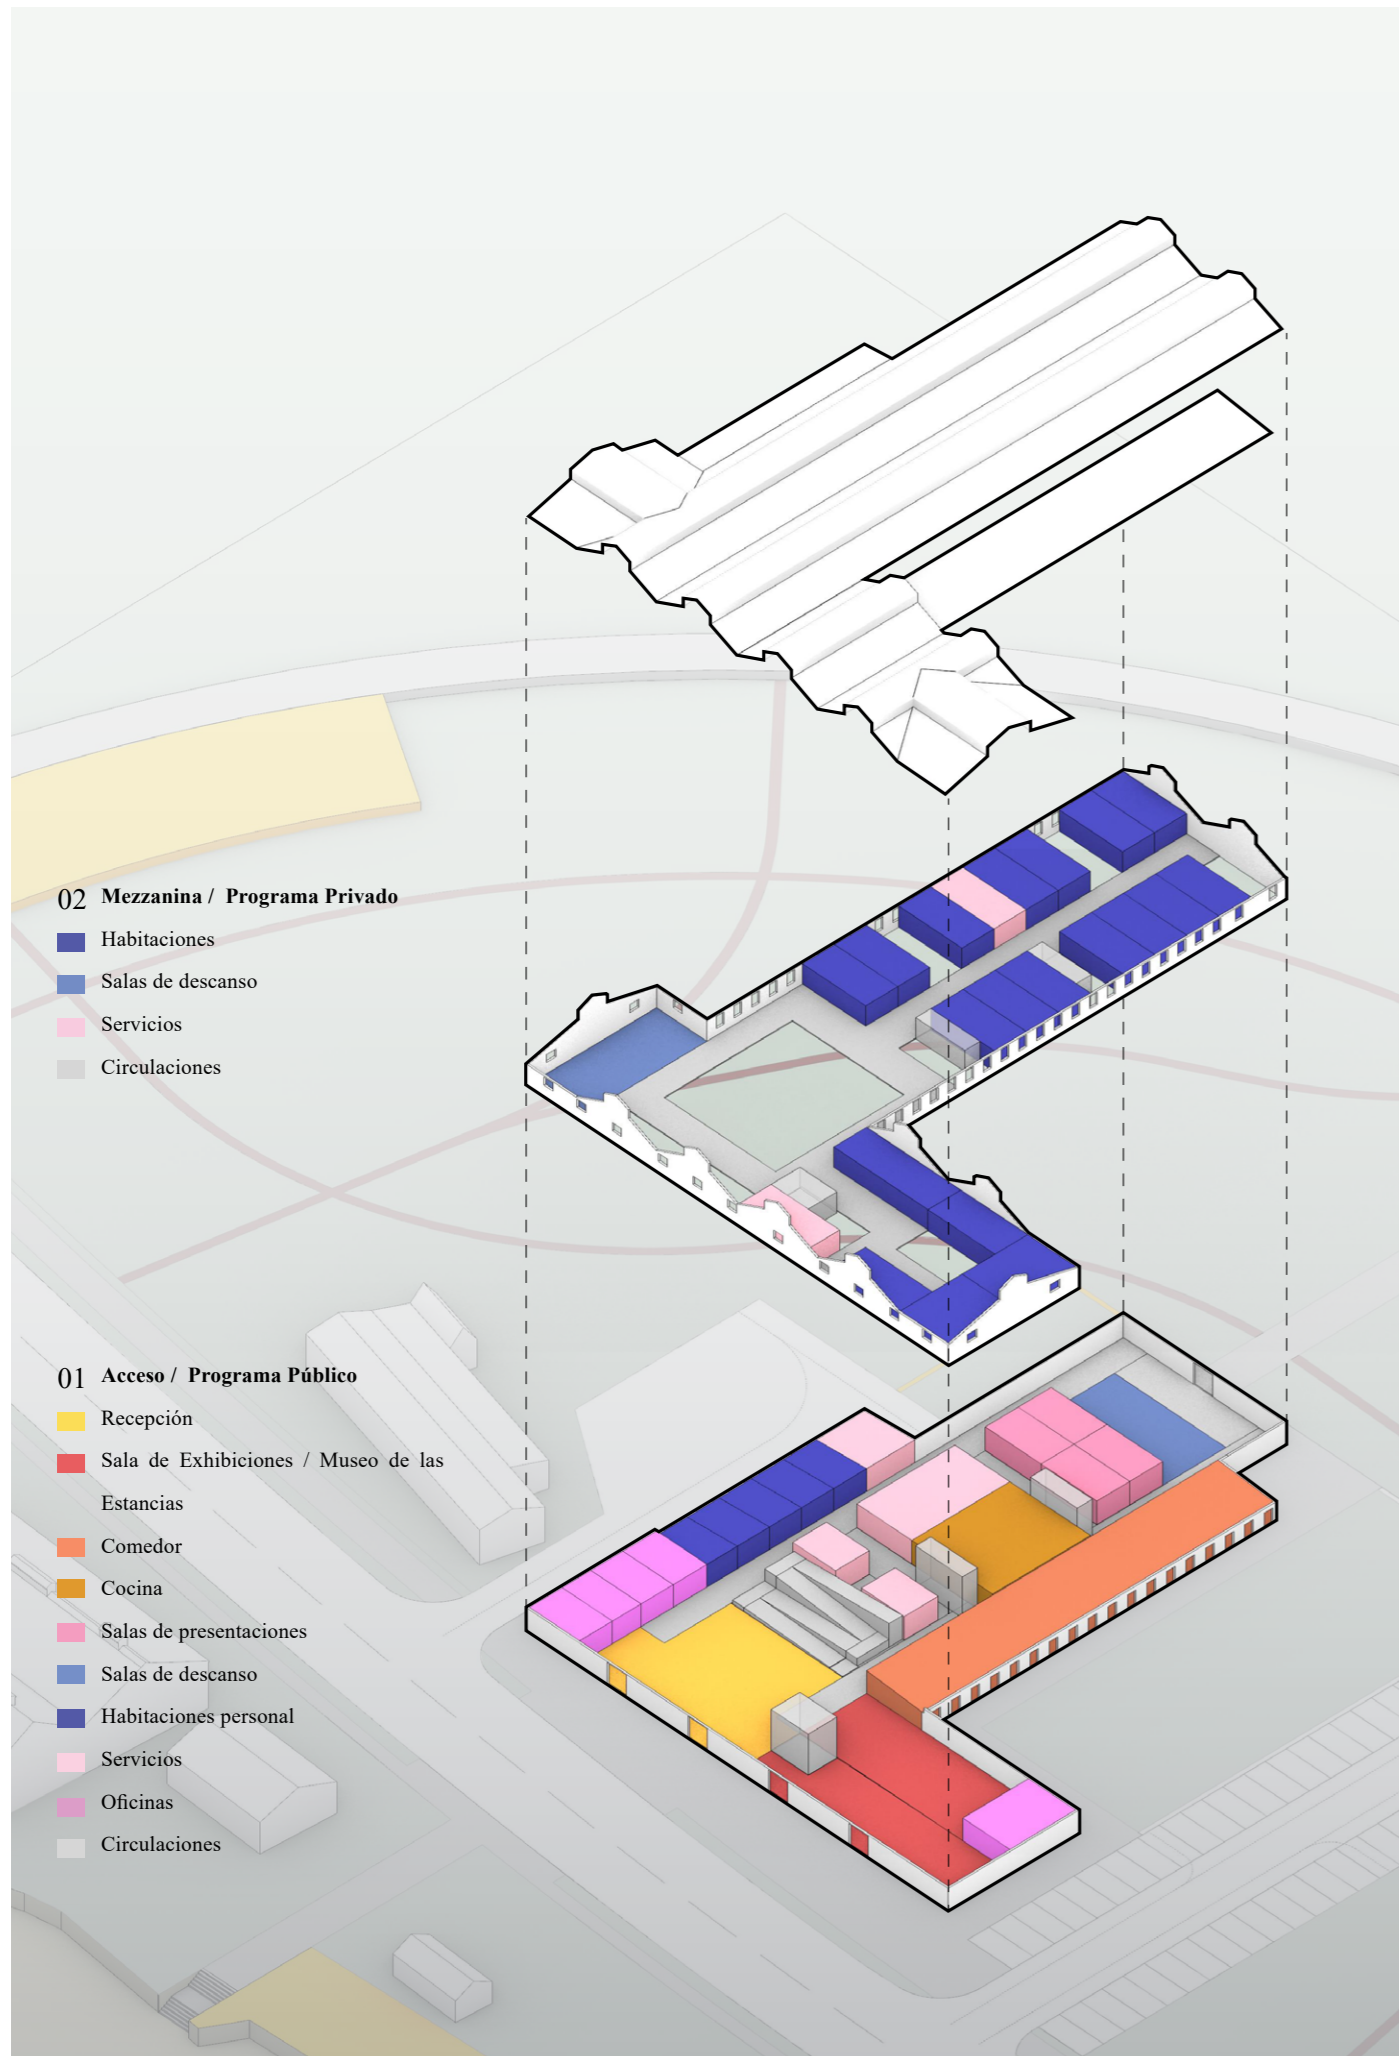 02 Mezzanina / Programa Privado
Habitaciones
Salas de descanso
Servicios
Circulaciones
01 Acceso / Programa Público
Recepción
Sala de Exhibiciones / Museo de las
Estancias
Comedor
Cocina
Salas de presentaciones
Salas de descanso
Habitaciones personal
Servicios
Oficinas
Circulaciones